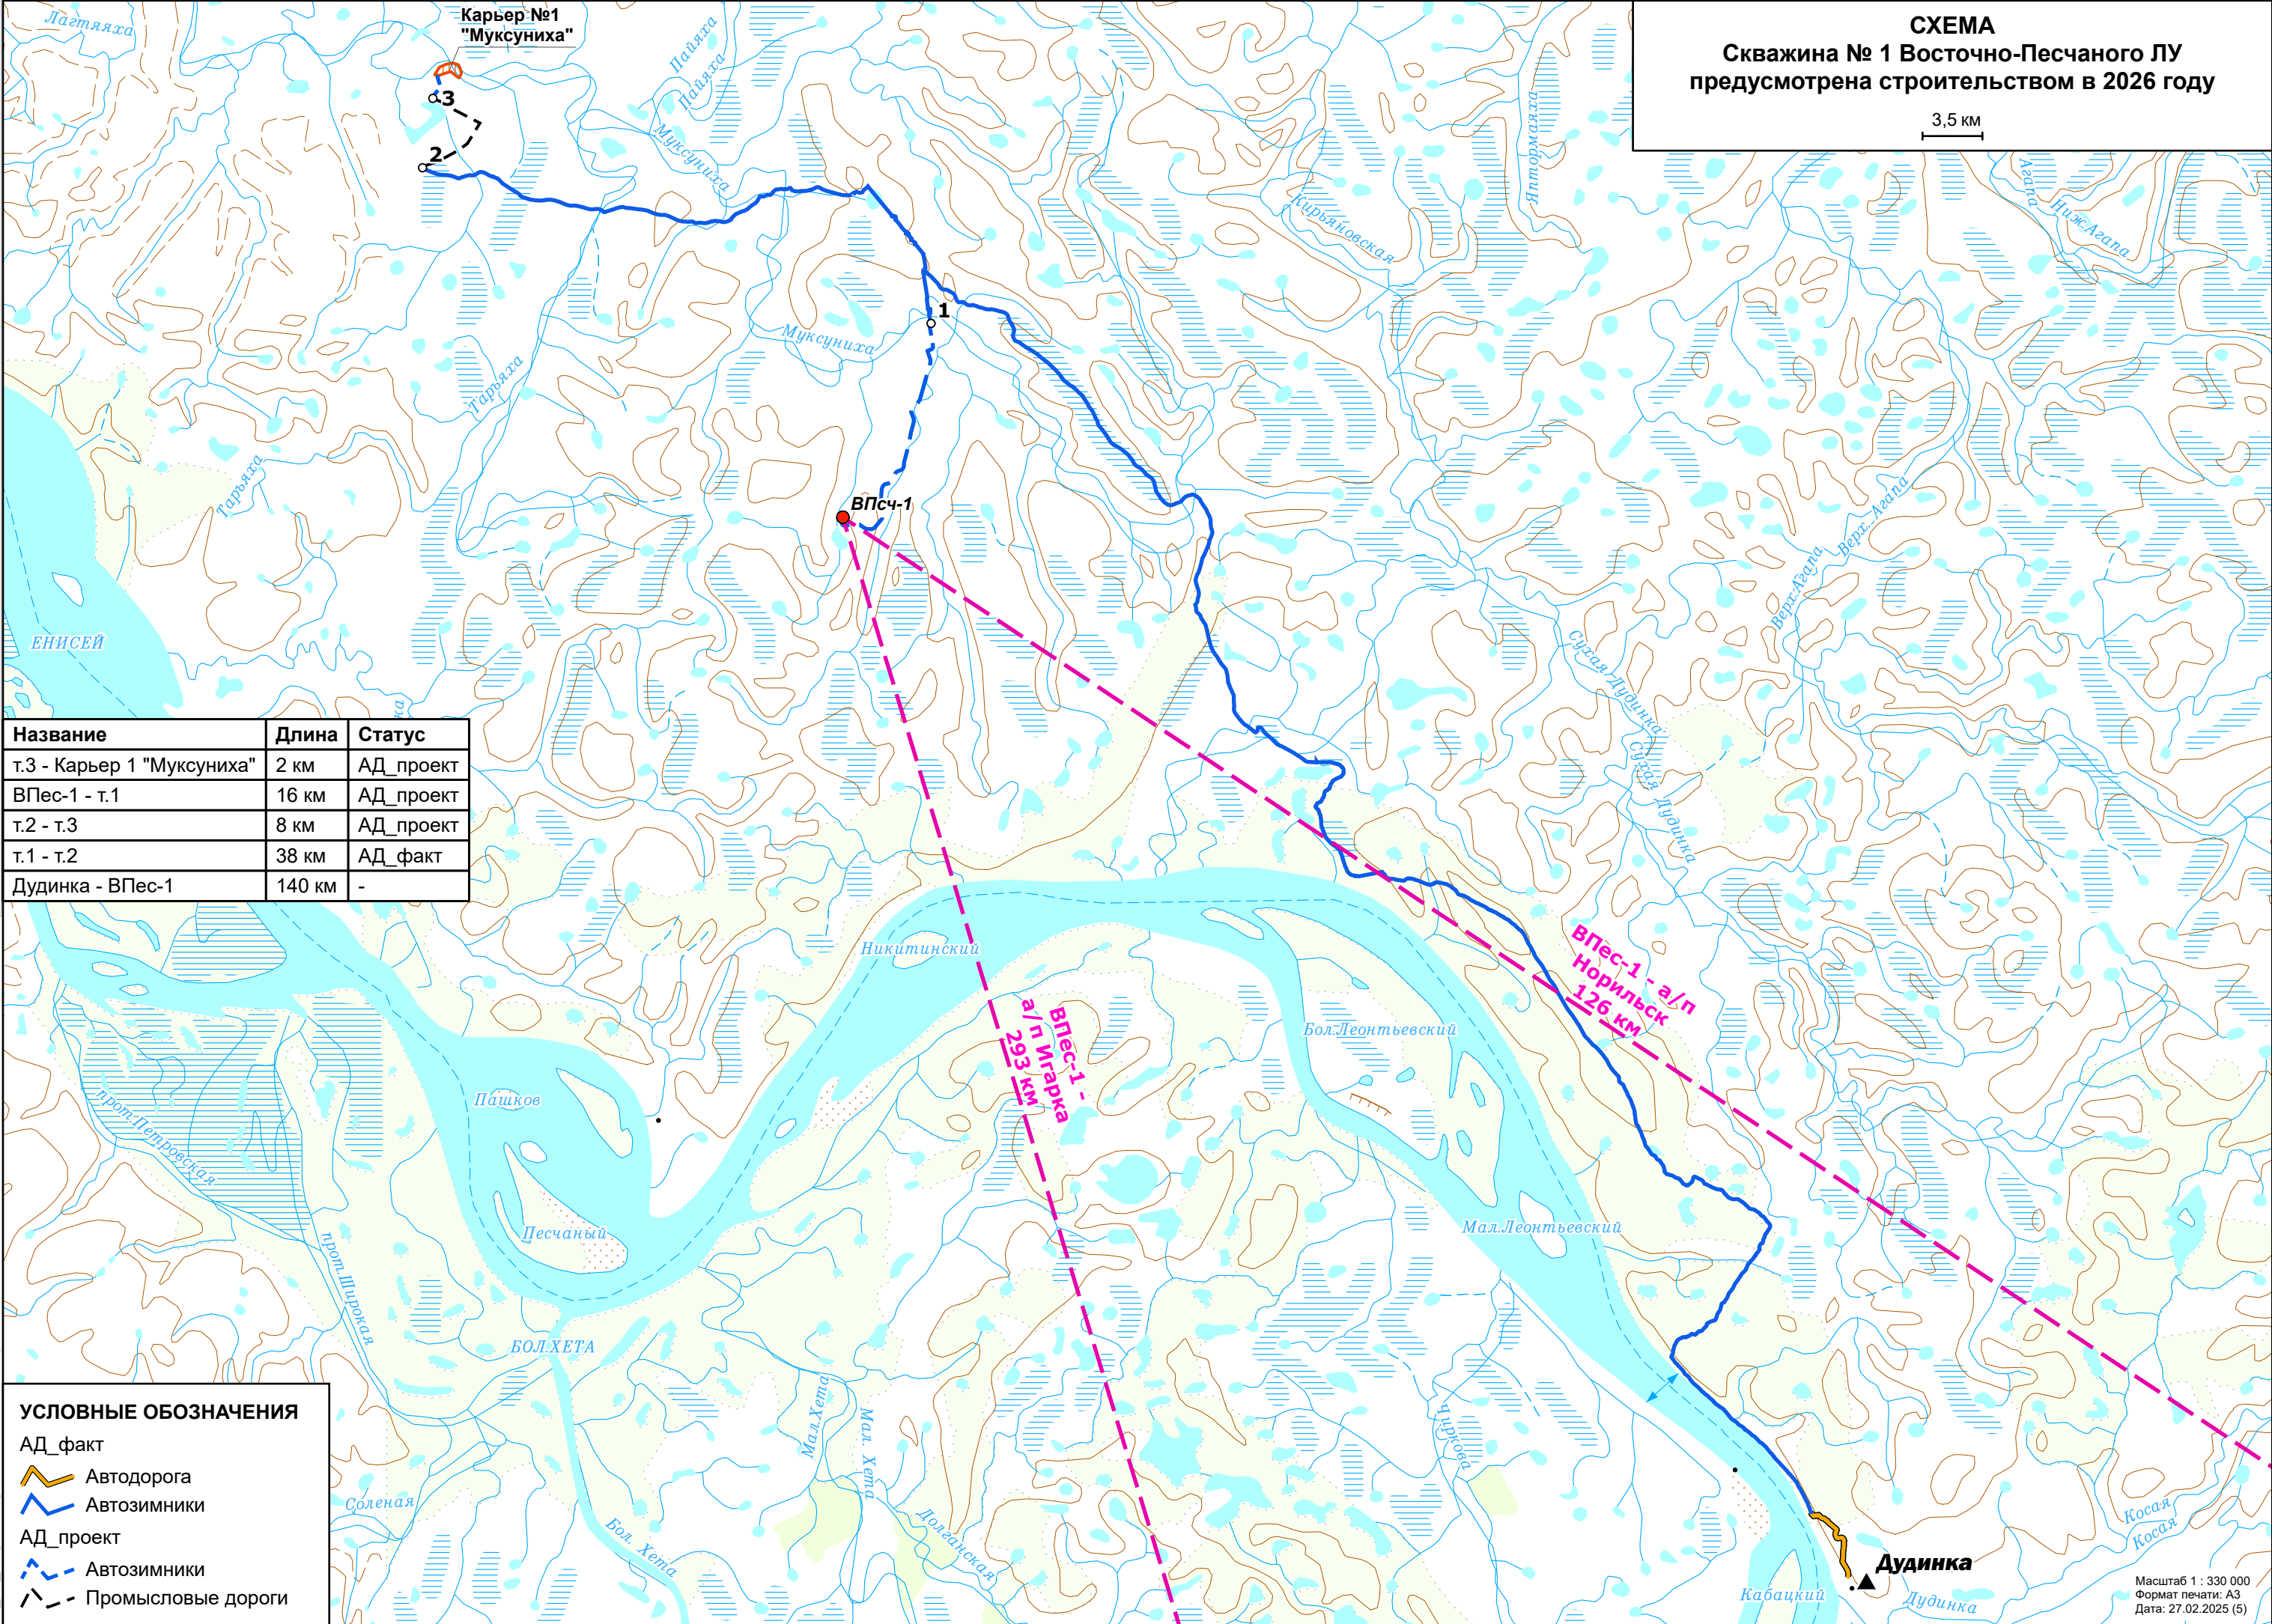 СХЕМА
Скважина № 1 Восточно-Песчаного ЛУ
предусмотрена строительством в 2026 году
3,5 км
Карьер №1
"Муксуниха"
3
2
1
ВПсч-1
Лагтяяха
Пайяха
Пайяха
Муксуниха
Муксуниха
Тарьяха
Тарьяха
Кирьяновская
Яптормаяха
Агапа
Ниж.Агапа
Верх.-Агапа
Верх.Агапа
Сухая Дудинка
Сухая Дудинка
ЕНИСЕЙ
ка
Название Длина Статус
т.3 - Карьер 1 "Муксуниха" 2 км АД_проект
ВПес-1 - т.1 16 км АД_проект
т.2 - т.3 8 км АД_проект
т.1 - т.2 38 км АД_факт
Дудинка - ВПес-1 140 км -
Никитинский
ВПес-1 - а/п
Норильск
126 км
ВПес-1 -
а/п Игарка
293 км
Бол.Леонтьевский
Мал.Леонтьевский
Пашков
Песчаный
прот.Петровская
прот.Широкая
БОЛ.ХЕТА
Мал.Хета
Мал. Хета
Бол. Хета
Долганская
Чиркова
Соленая
Косая
Косая
Кабацкий
Дудинка
Дудинка
УСЛОВНЫЕ ОБОЗНАЧЕНИЯ
АД_факт
Автодорога
Автозимники
АД_проект
Автозимники
Промысловые дороги
Масштаб 1 : 330 000
Формат печати: А3
Дата: 27.02.2025 (5)